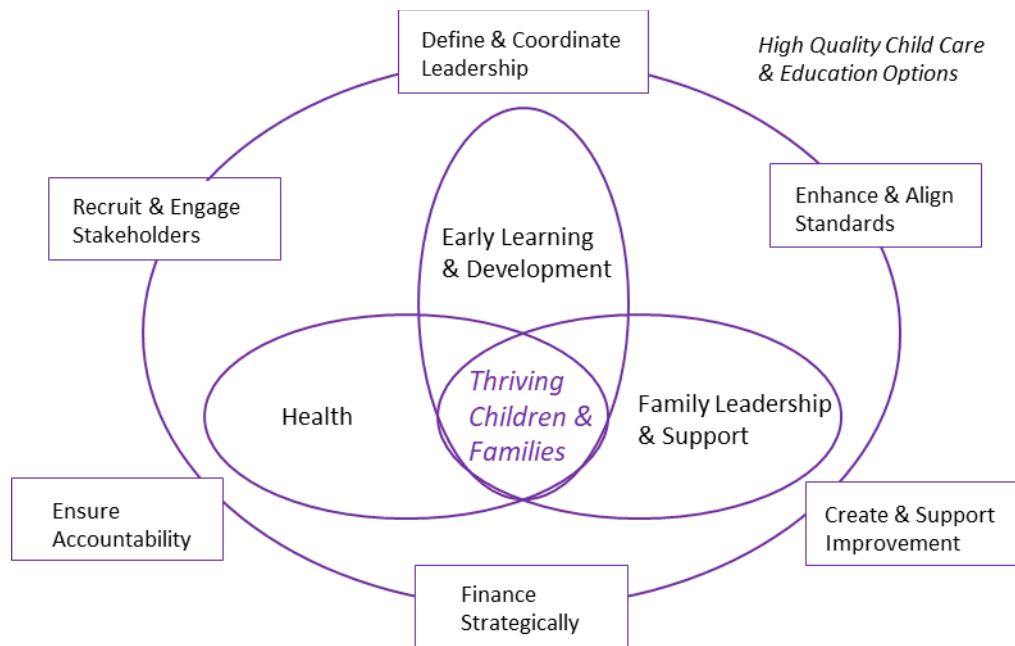 Define & Coordinate
Leadership
High Quality Child Care
& Education Options
Recruit & Engage
Stakeholders
Enhance & Align
Standards
Early Learning
& Development
Thriving
Children &
Families
Health
Family Leadership
& Support
Ensure
Accountability
Create & Support
Improvement
Finance
Strategically